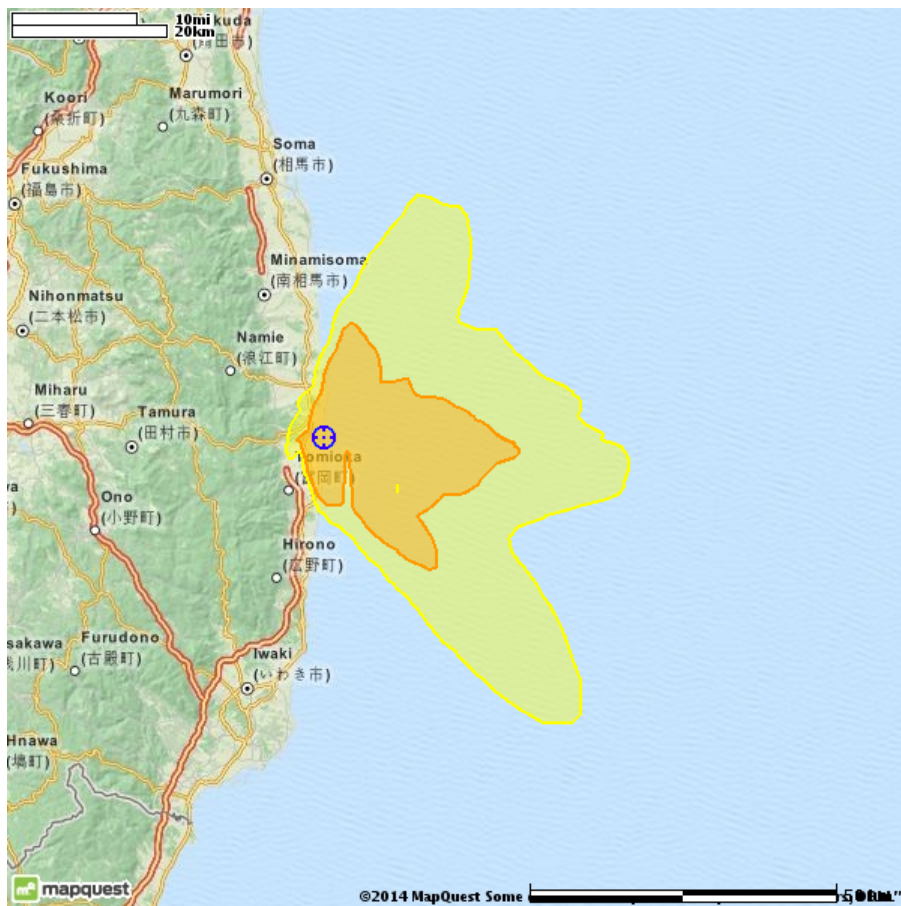 10mi
20km
Koori
(桑折町)
Marumori
(丸森町)
Soma
(相馬市)
Fukushima
(福島市)
Minamisoma
(南相馬市)
Nihonmatsu
(二本松市)
Namie
(浪江町)
Miharu
(三春町)
Tamura
(田村市)
Tomioka
(富岡町)
Ono
(小野町)
Hirono
(広野町)
Furudono
(古殿町)
Iwaki
(いわき市)
mapquest
©2014 MapQuest Some